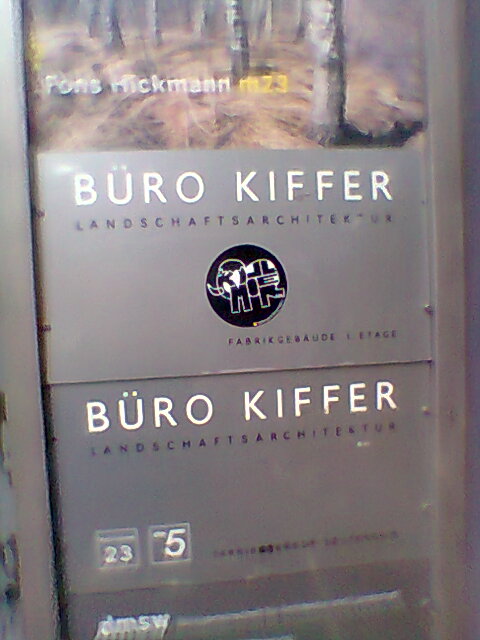 Fons Hickmann m23
BÜRO KIFFER
LANDSCHAFTSARCHITEKTUR
FABRIKGEBÄUDE 1. ETAGE
BÜRO KIFFER
LANDSCHAFTSARCHITEKTUR
23 5
dmsw